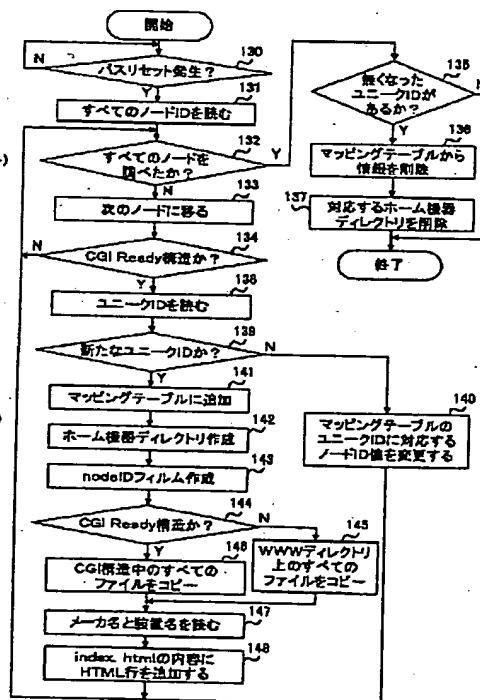 開始
130
N
バスリセット発生?
Y
131
すべてのノードIDを読む
132
すべてのノードを
調べたか?
Y
N
133
次のノードに移る
134
N
CGI Ready構造か?
Y
138
ユニークIDを読む
139
新たなユニークIDか?
N
Y
141
マッピングテーブルに追加
142
ホーム機器ディレクトリ作成
143
nodeIDフィルム作成
144
CGI Ready構造か?
N
Y
146
CGI構造中のすべての
ファイルをコピー
145
WWWディレクトリ
上のすべての
ファイルをコピー
147
メーカ名と装置名を読む
148
index. htmlの内容に
HTML行を追加する
135
無くなった
ユニークIDが
あるか?
N
Y
136
マッピングテーブルから
情報を削除
137
対応するホーム機器
ディレクトリを削除
終了
140
マッピングテーブルの
ユニークIDに対応する
ノードID値を変更する